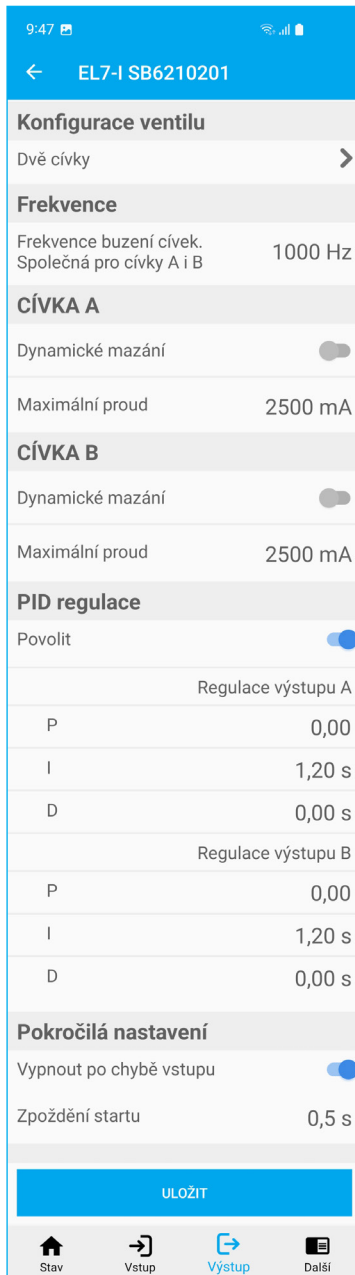 9:47
EL7-I SB6210201
Konfigurace ventilu
Dvě cívky
Frekvence
Frekvence buzení cívek.
Společná pro cívky A i B
1000 Hz
CÍVKA A
Dynamické mazání
Maximální proud 2500 mA
CÍVKA B
Dynamické mazání
Maximální proud 2500 mA
PID regulace
Povolit
Regulace výstupu A
P 0,00
I 1,20 s
D 0,00 s
Regulace výstupu B
P 0,00
I 1,20 s
D 0,00 s
Pokročilá nastavení
Vypnout po chybě vstupu
Zpoždění startu 0,5 s
ULOŽIT
Stav Vstup Výstup Další